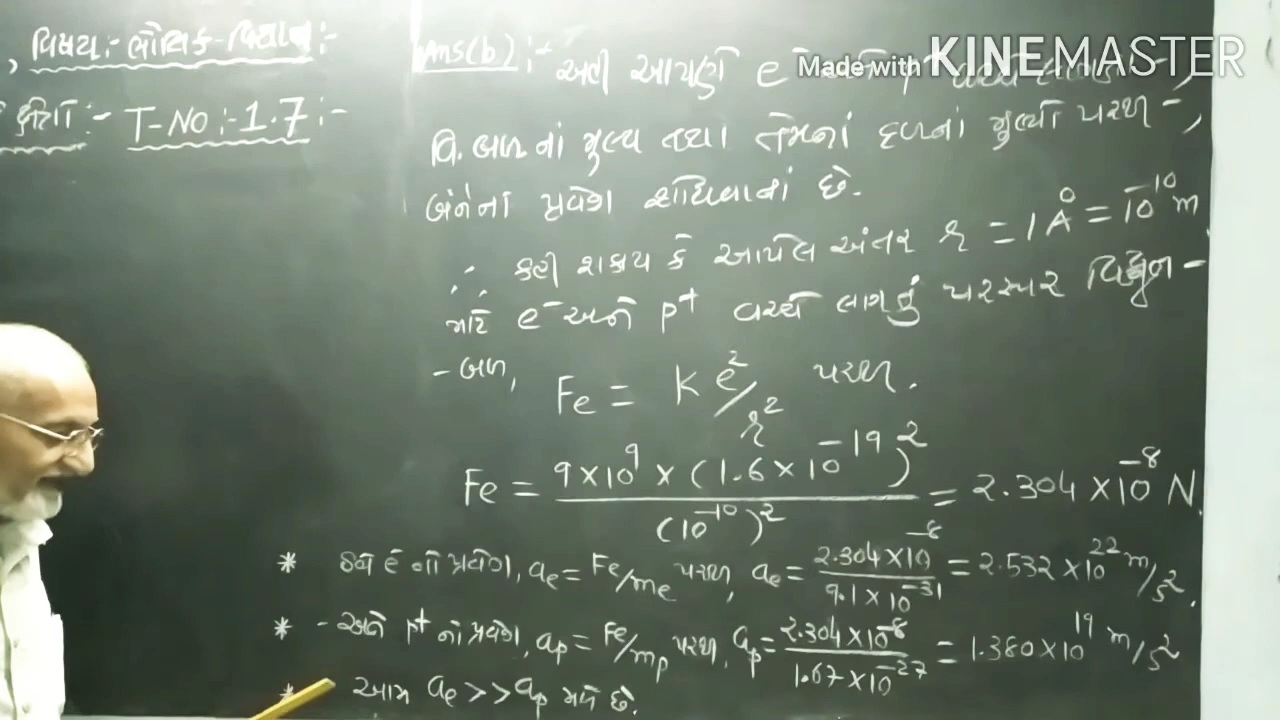 , વિષય:- ભૌતિક-વિજ્ઞાન:-
T-NO:-1.7:-
Made with KINEMASTER
Ans(b):- અહીં આપણે e
વિ. બળનાં મુલ્ય તથા તેમનાં દળનાં મુલ્યો પરથી-,
બંનેના પ્રવેગ શોધવાનાં છે.
∴ કહી શકાય કે આપેલ અંતર r = 1 Å = 10⁻¹⁰ m
માટે e⁻ અને p⁺ વચ્ચે લાગતું પરસ્પર વિદ્યુત-
-બળ,
Fe = K e²/r² પરથી.
Fe = 9×10⁹ × (1.6×10⁻¹⁹)² / (10⁻¹⁰)² = 2.304 × 10⁻⁸ N.
* હવે e⁻ નો પ્રવેગ, ae = Fe/me પરથી, ae = 2.304×10⁻⁸ / 9.1×10⁻³¹ = 2.532 × 10²² m/s².
* -અને p⁺ નો પ્રવેગ, ap = Fe/mp પરથી, ap = 2.304×10⁻⁸ / 1.67×10⁻²⁷ = 1.380×10¹⁹ m/s²
* આમ ae >> ap મળે છે.